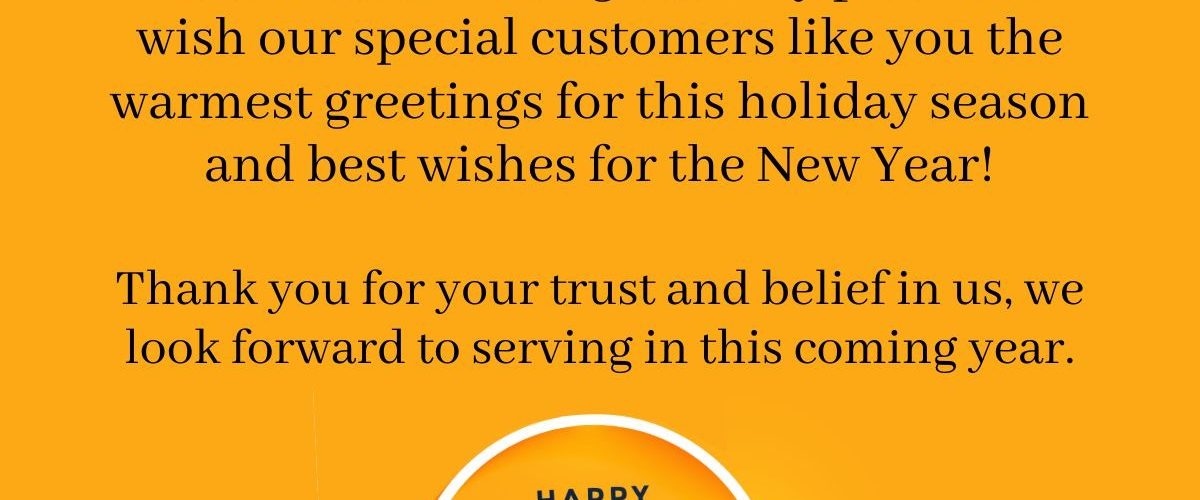 wish our special customers like you the
warmest greetings for this holiday season
and best wishes for the New Year!
Thank you for your trust and belief in us, we
look forward to serving in this coming year.
HAPPY